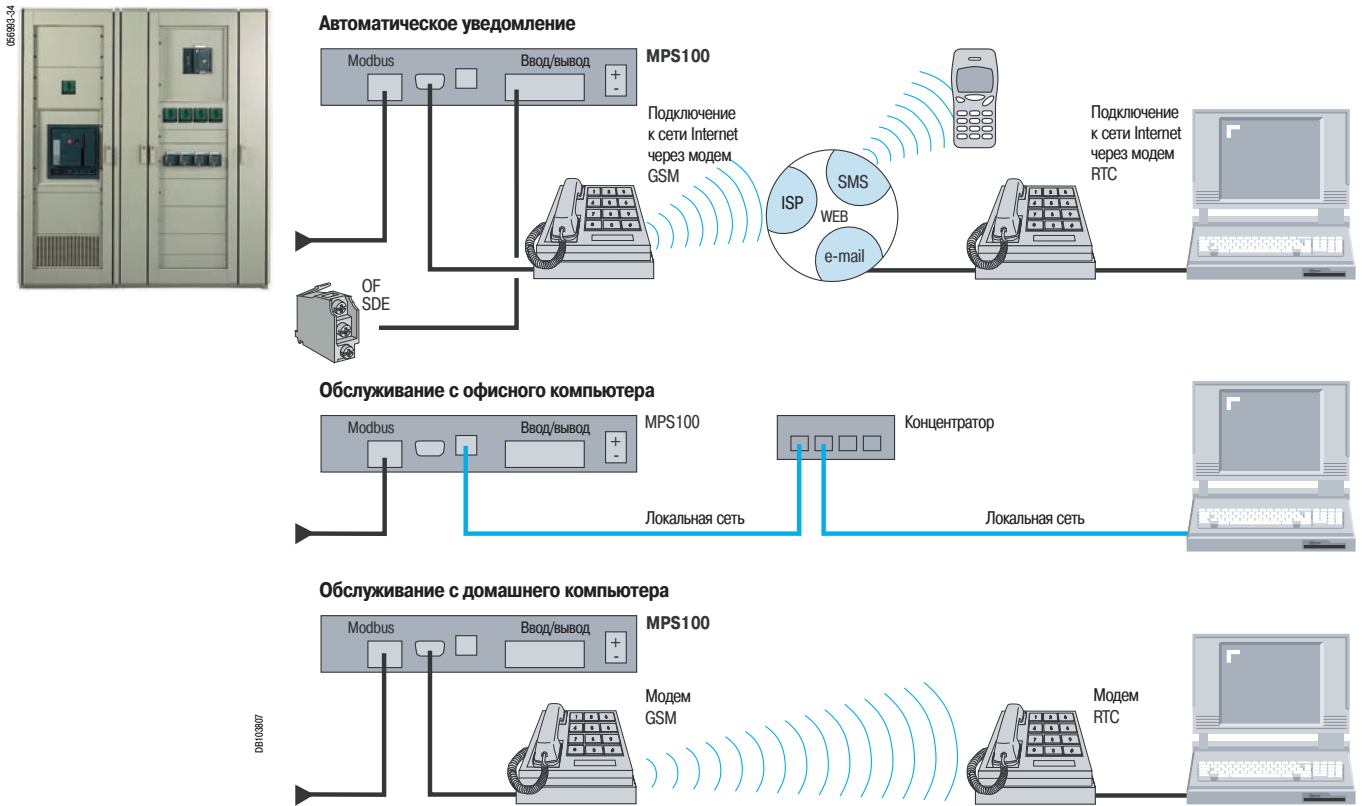 056993-34
Автоматическое уведомление
Modbus
Ввод/вывод
+
-
MPS100
Подключение
к сети Internet
через модем
GSM
ISP
SMS
WEB
e-mail
Подключение
к сети Internet
через модем
RTC
OF
SDE
Обслуживание с офисного компьютера
Modbus
Ввод/вывод
+
-
MPS100
Концентратор
Локальная сеть
Локальная сеть
Обслуживание с домашнего компьютера
Modbus
Ввод/вывод
+
-
MPS100
Модем
GSM
Модем
RTC
DB103807